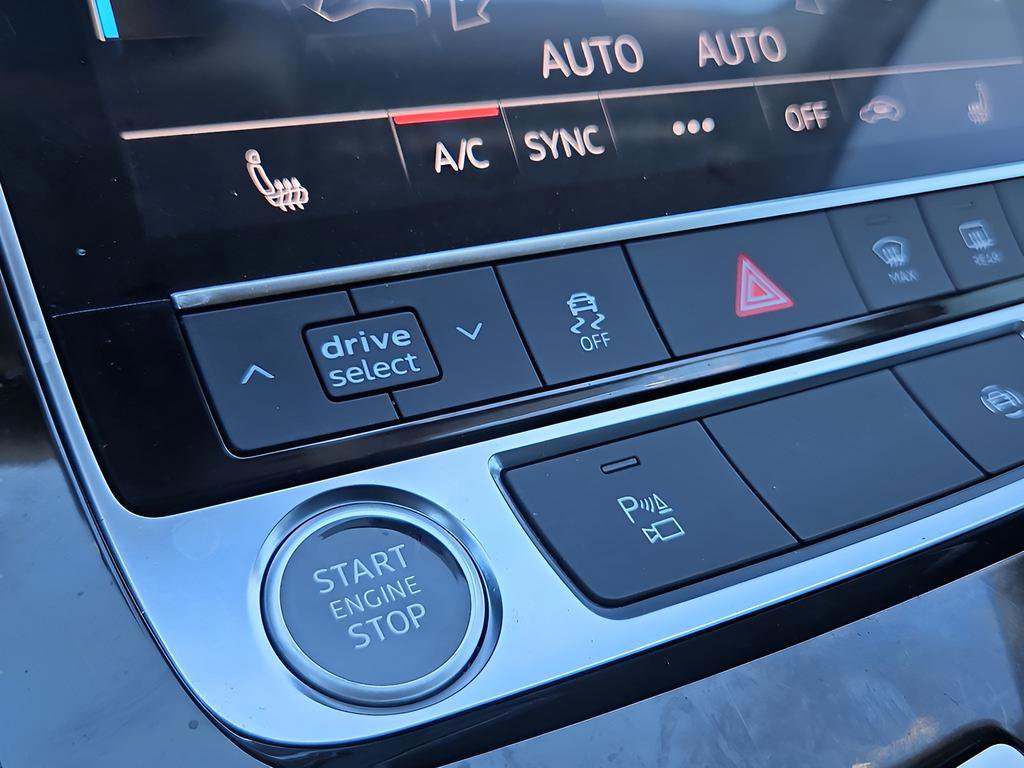 AUTO AUTO
A/C SYNC OFF
drive
select
OFF
MAX
REAR
P
START
ENGINE
STOP